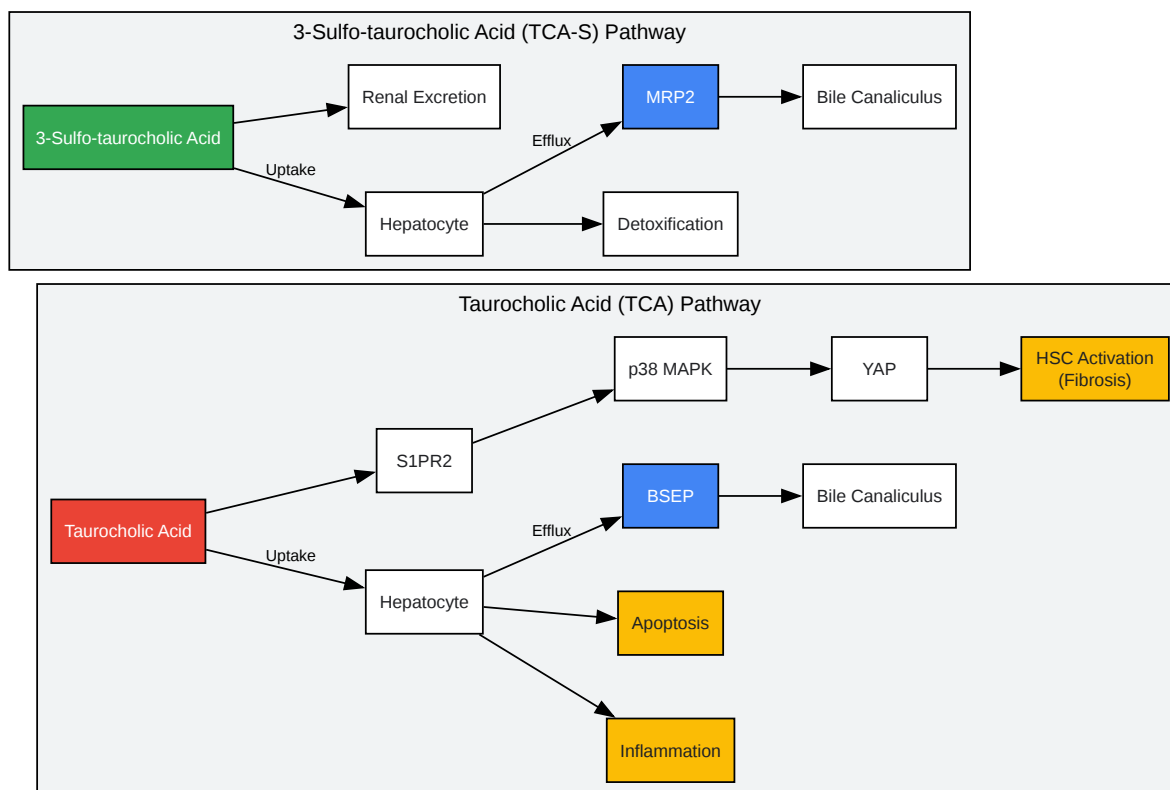 3-Sulfo-taurocholic Acid (TCA-S) Pathway
Renal Excretion
MRP2
Bile Canaliculus
3-Sulfo-taurocholic Acid
Efflux
Uptake
Hepatocyte
Detoxification
Taurocholic Acid (TCA) Pathway
p38 MAPK
YAP
HSC Activation
(Fibrosis)
S1PR2
BSEP
Bile Canaliculus
Taurocholic Acid
Efflux
Uptake
Hepatocyte
Apoptosis
Inflammation